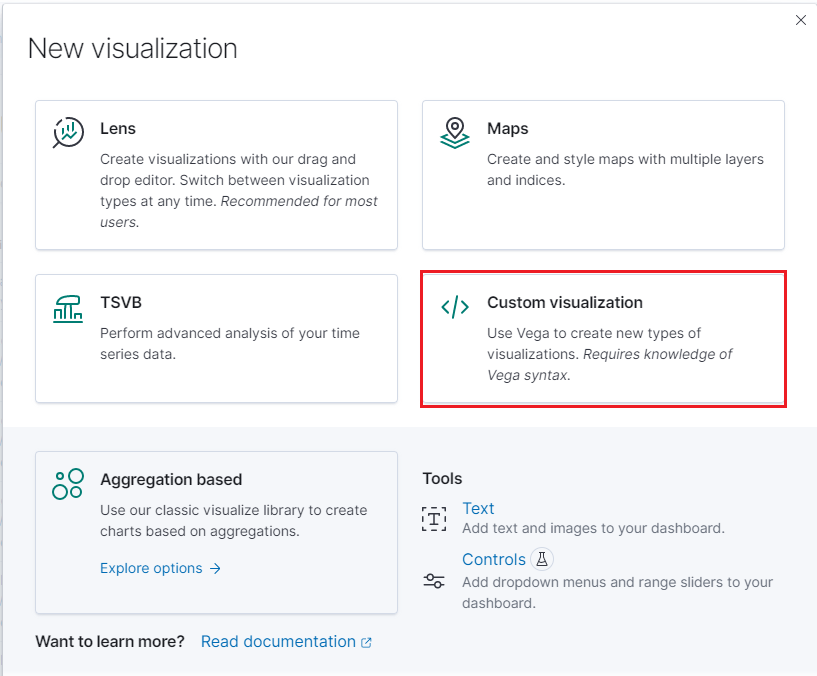 New visualization
Lens
Create visualizations with our drag and
drop editor. Switch between visualization
types at any time. Recommended for most
users.
Maps
Create and style maps with multiple layers
and indices.
TSVB
Perform advanced analysis of your time
series data.
Custom visualization
Use Vega to create new types of
visualizations. Requires knowledge of
Vega syntax.
Aggregation based
Use our classic visualize library to create
charts based on aggregations.
Explore options →
Tools
T
Text
Add text and images to your dashboard.
Controls
Add dropdown menus and range sliders to your
dashboard.
Want to learn more? Read documentation